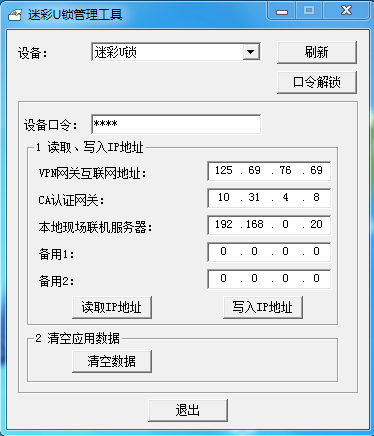 迷彩U锁管理工具
设备： 迷彩U锁 刷新
口令解锁
设备口令： ****
1 读取、写入IP地址
VPN网关互联网地址： 125 . 69 . 76 . 69
CA认证网关： 10 . 31 . 4 . 8
本地现场联机服务器： 192 . 168 . 0 . 20
备用1： 0 . 0 . 0 . 0
备用2： 0 . 0 . 0 . 0
读取IP地址 写入IP地址
2 清空应用数据
清空数据
退出